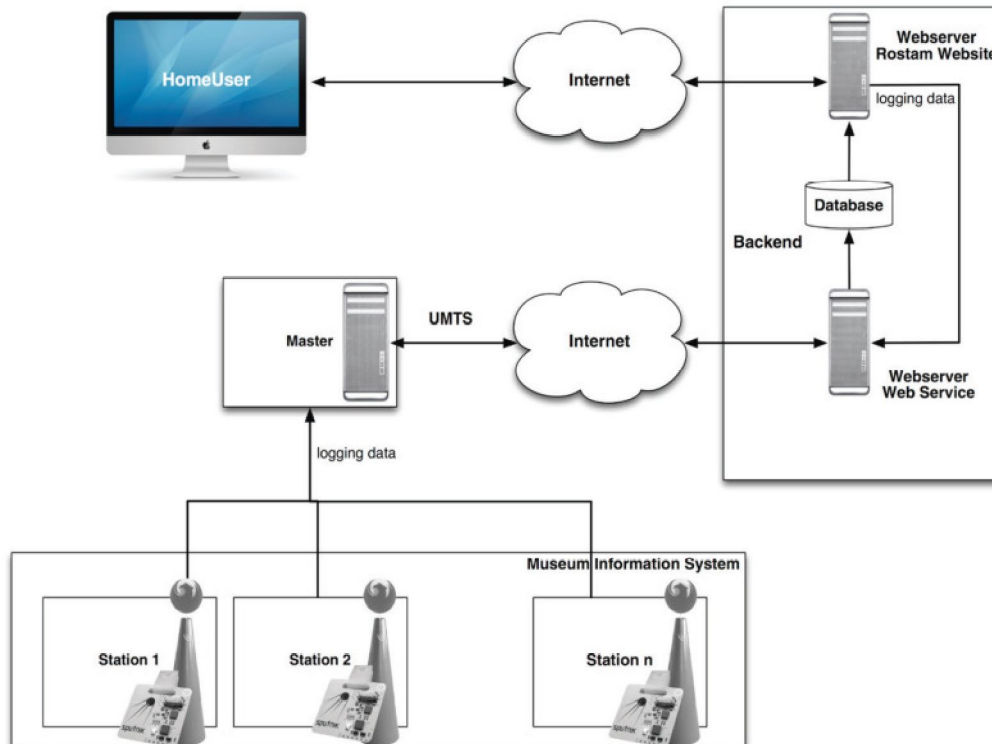 HomeUser
Internet
Webserver
Rostam Website
logging data
Database
Backend
Master
UMTS
Internet
Webserver
Web Service
logging data
Museum Information System
Station 1
Station 2
Station n